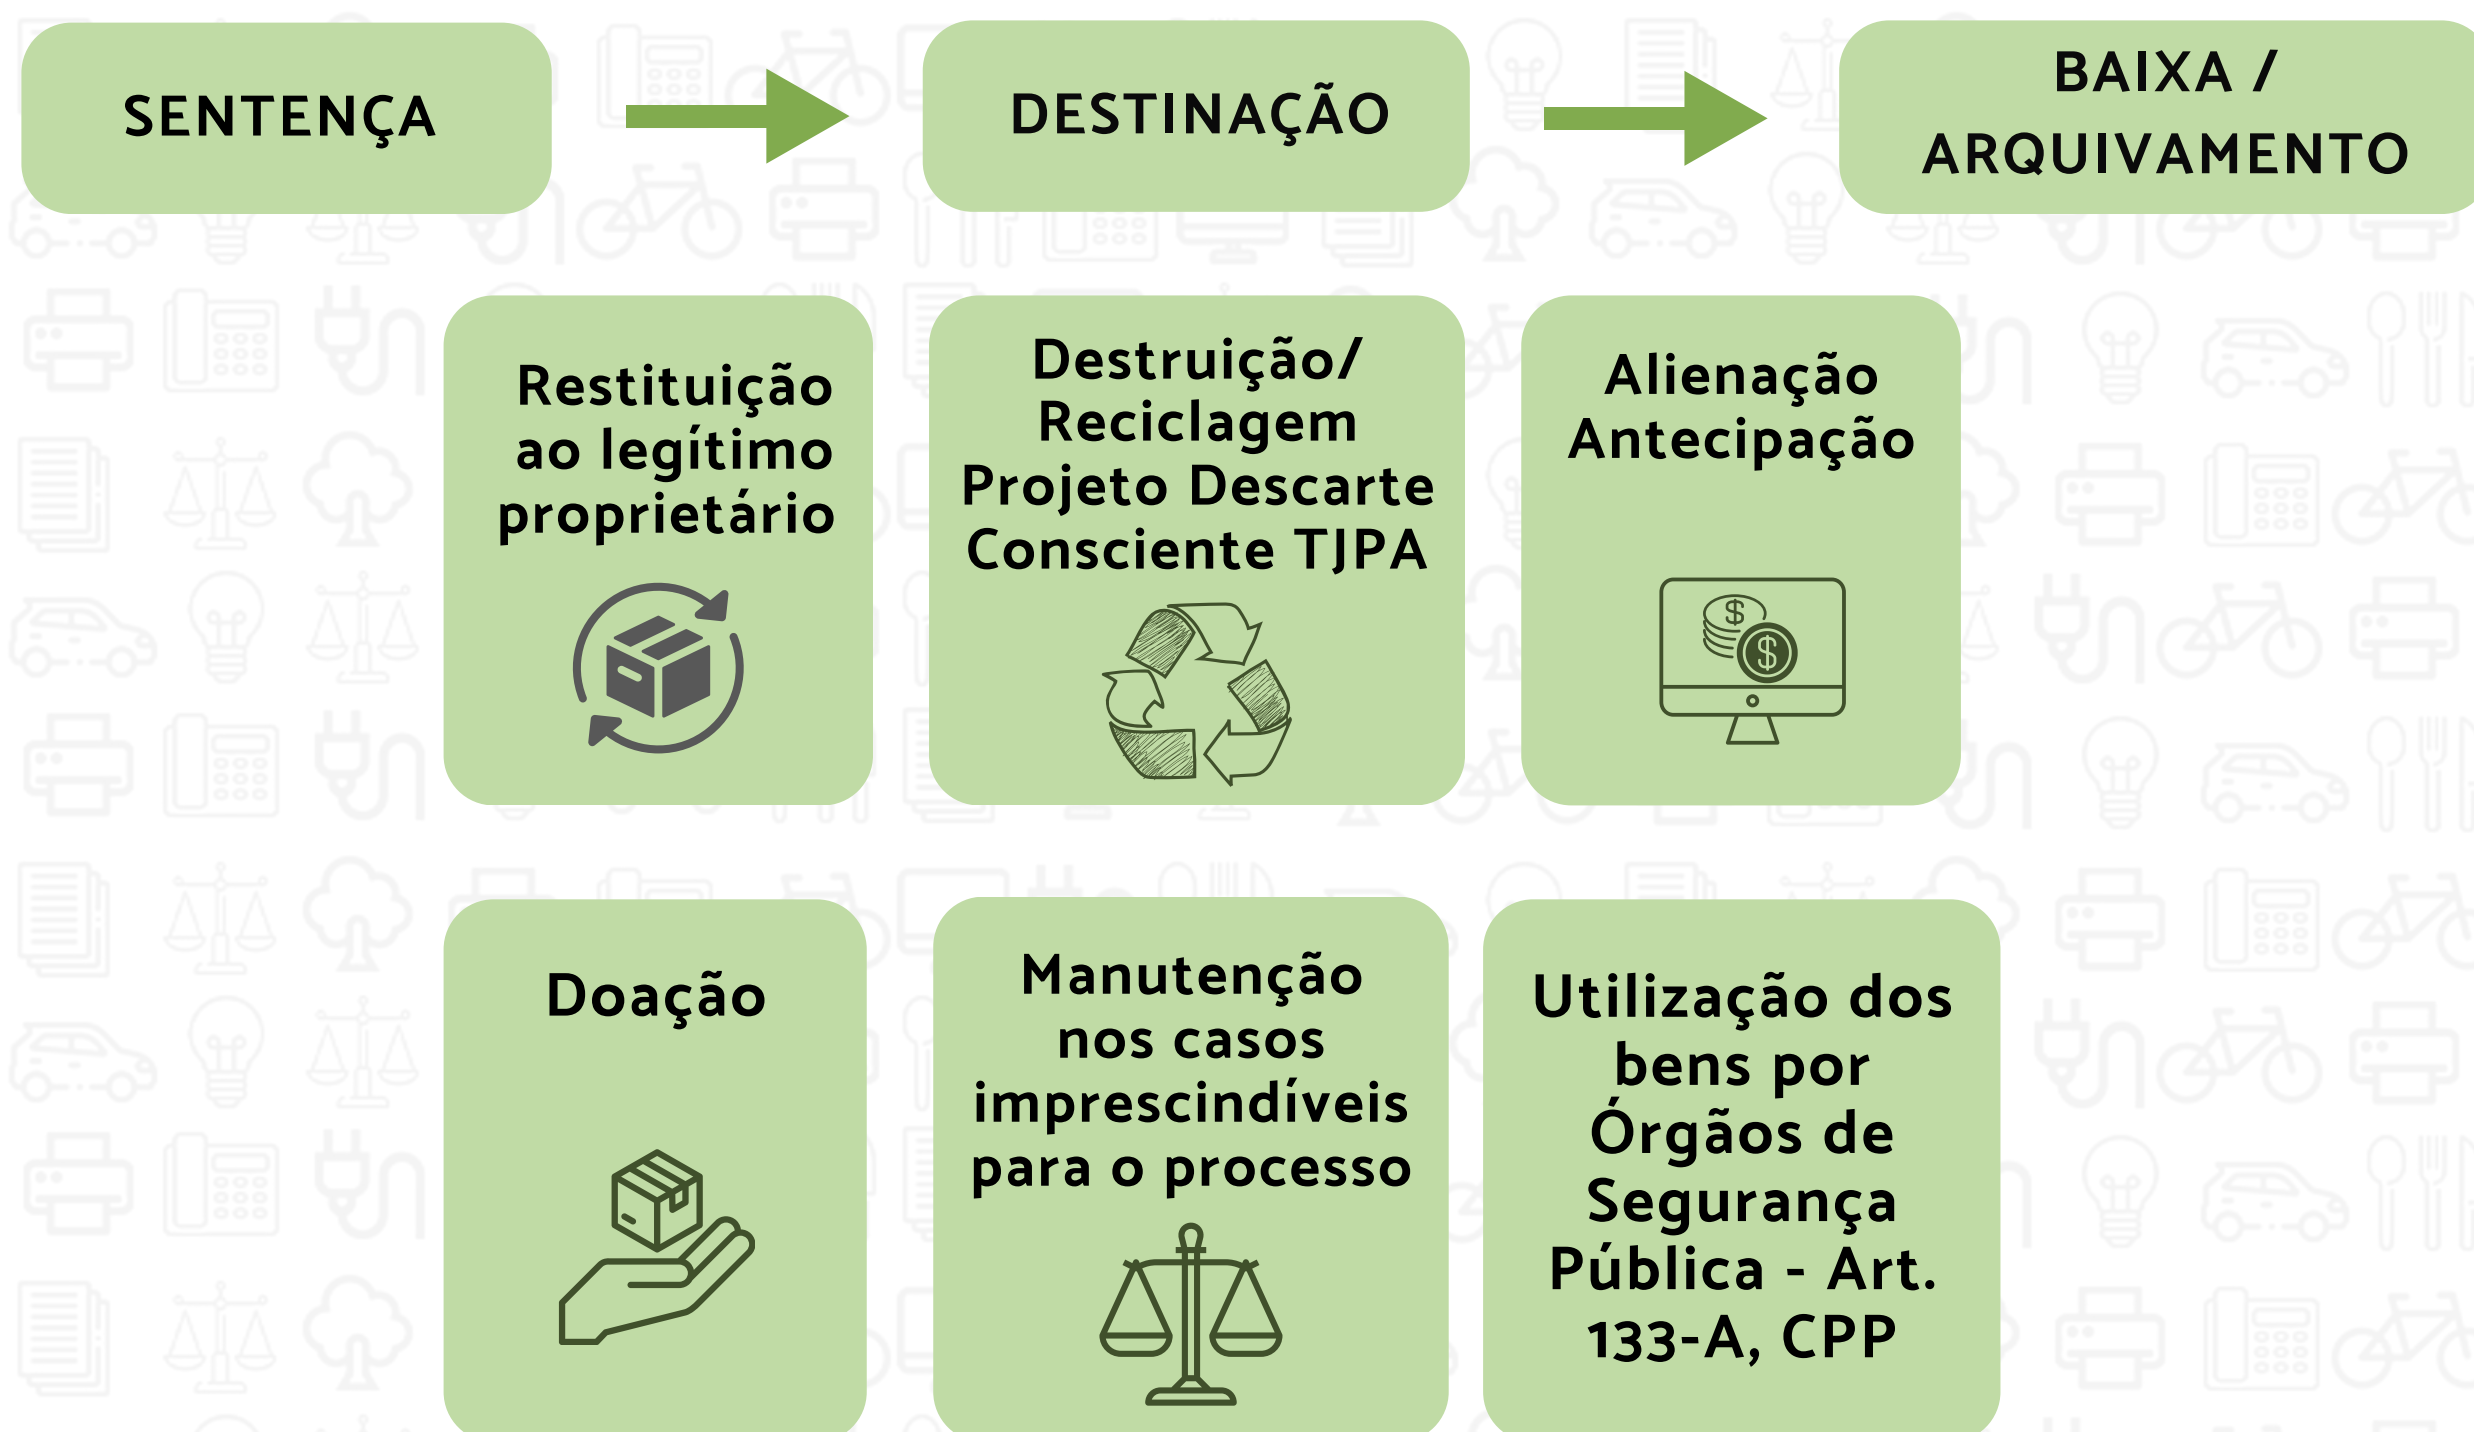 SENTENÇA
DESTINAÇÃO
BAIXA /
ARQUIVAMENTO
Restituição
ao legítimo
proprietário
Destruição/
Reciclagem
Projeto Descarte
Consciente TJPA
Alienação
Antecipação
$
$
Doação
Manutenção
nos casos
imprescindíveis
para o processo
Utilização dos
bens por
Órgãos de
Segurança
Pública - Art.
133-A, CPP